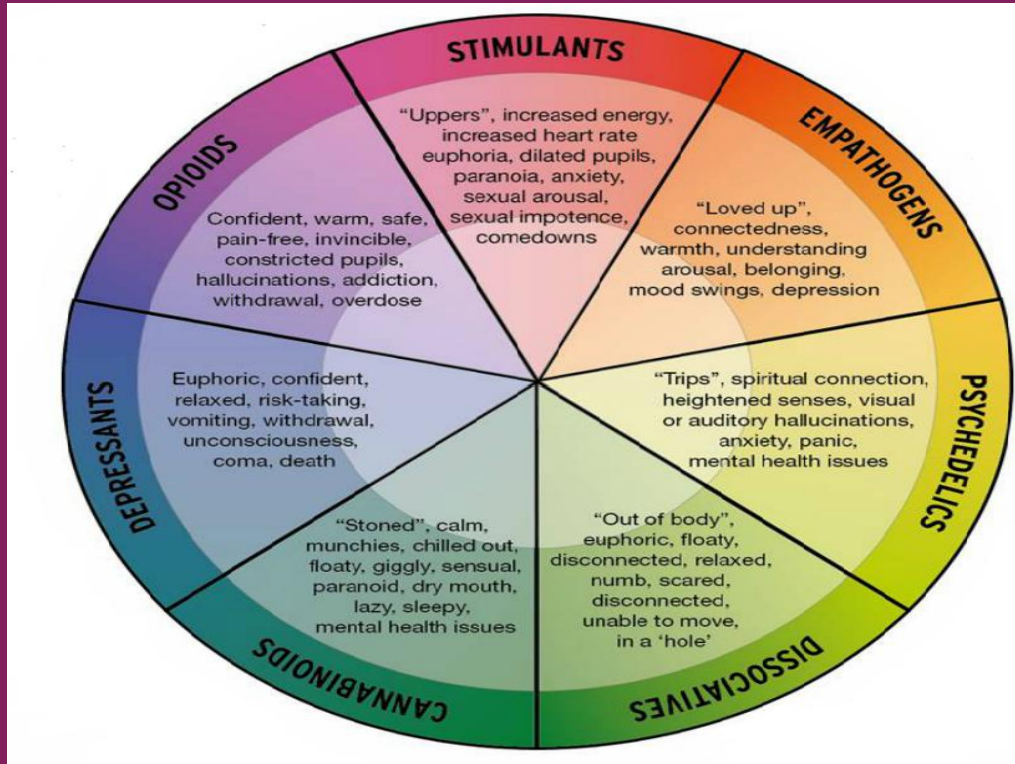 STIMULANTS
"Uppers", increased energy,
increased heart rate
euphoria, dilated pupils,
paranoia, anxiety,
sexual arousal,
sexual impotence,
comedowns
EMPATHOGENS
"Loved up",
connectedness,
warmth, understanding
arousal, belonging,
mood swings, depression
PSYCHEDELICS
"Trips", spiritual connection,
heightened senses, visual
or auditory hallucinations,
anxiety, panic,
mental health issues
DISSOCIATIVES
"Out of body",
euphoric, floaty,
disconnected, relaxed,
numb, scared,
disconnected,
unable to move,
in a 'hole'
CANNABINOIDS
"Stoned", calm,
munchies, chilled out,
floaty, giggly, sensual,
paranoid, dry mouth,
lazy, sleepy,
mental health issues
DEPRESSANTS
Euphoric, confident,
relaxed, risk-taking,
vomiting, withdrawal,
unconsciousness,
coma, death
OPIOIDS
Confident, warm, safe,
pain-free, invincible,
constricted pupils,
hallucinations, addiction,
withdrawal, overdose